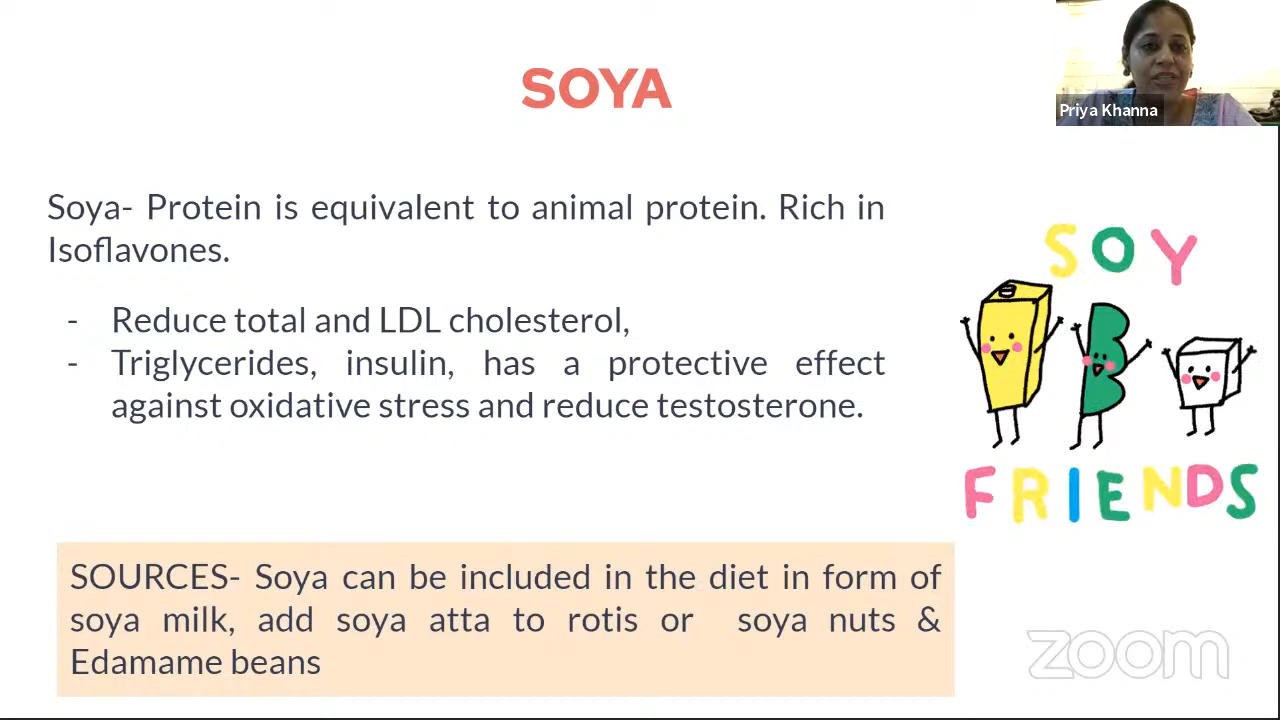 SOYA
Priya Khanna
Soya- Protein is equivalent to animal protein. Rich in
Isoflavones.
- Reduce total and LDL cholesterol,
- Triglycerides, insulin, has a protective effect
against oxidative stress and reduce testosterone.
SOY
B
FRIENDS
SOURCES- Soya can be included in the diet in form of
soya milk, add soya atta to rotis or soya nuts &
Edamame beans
zoom